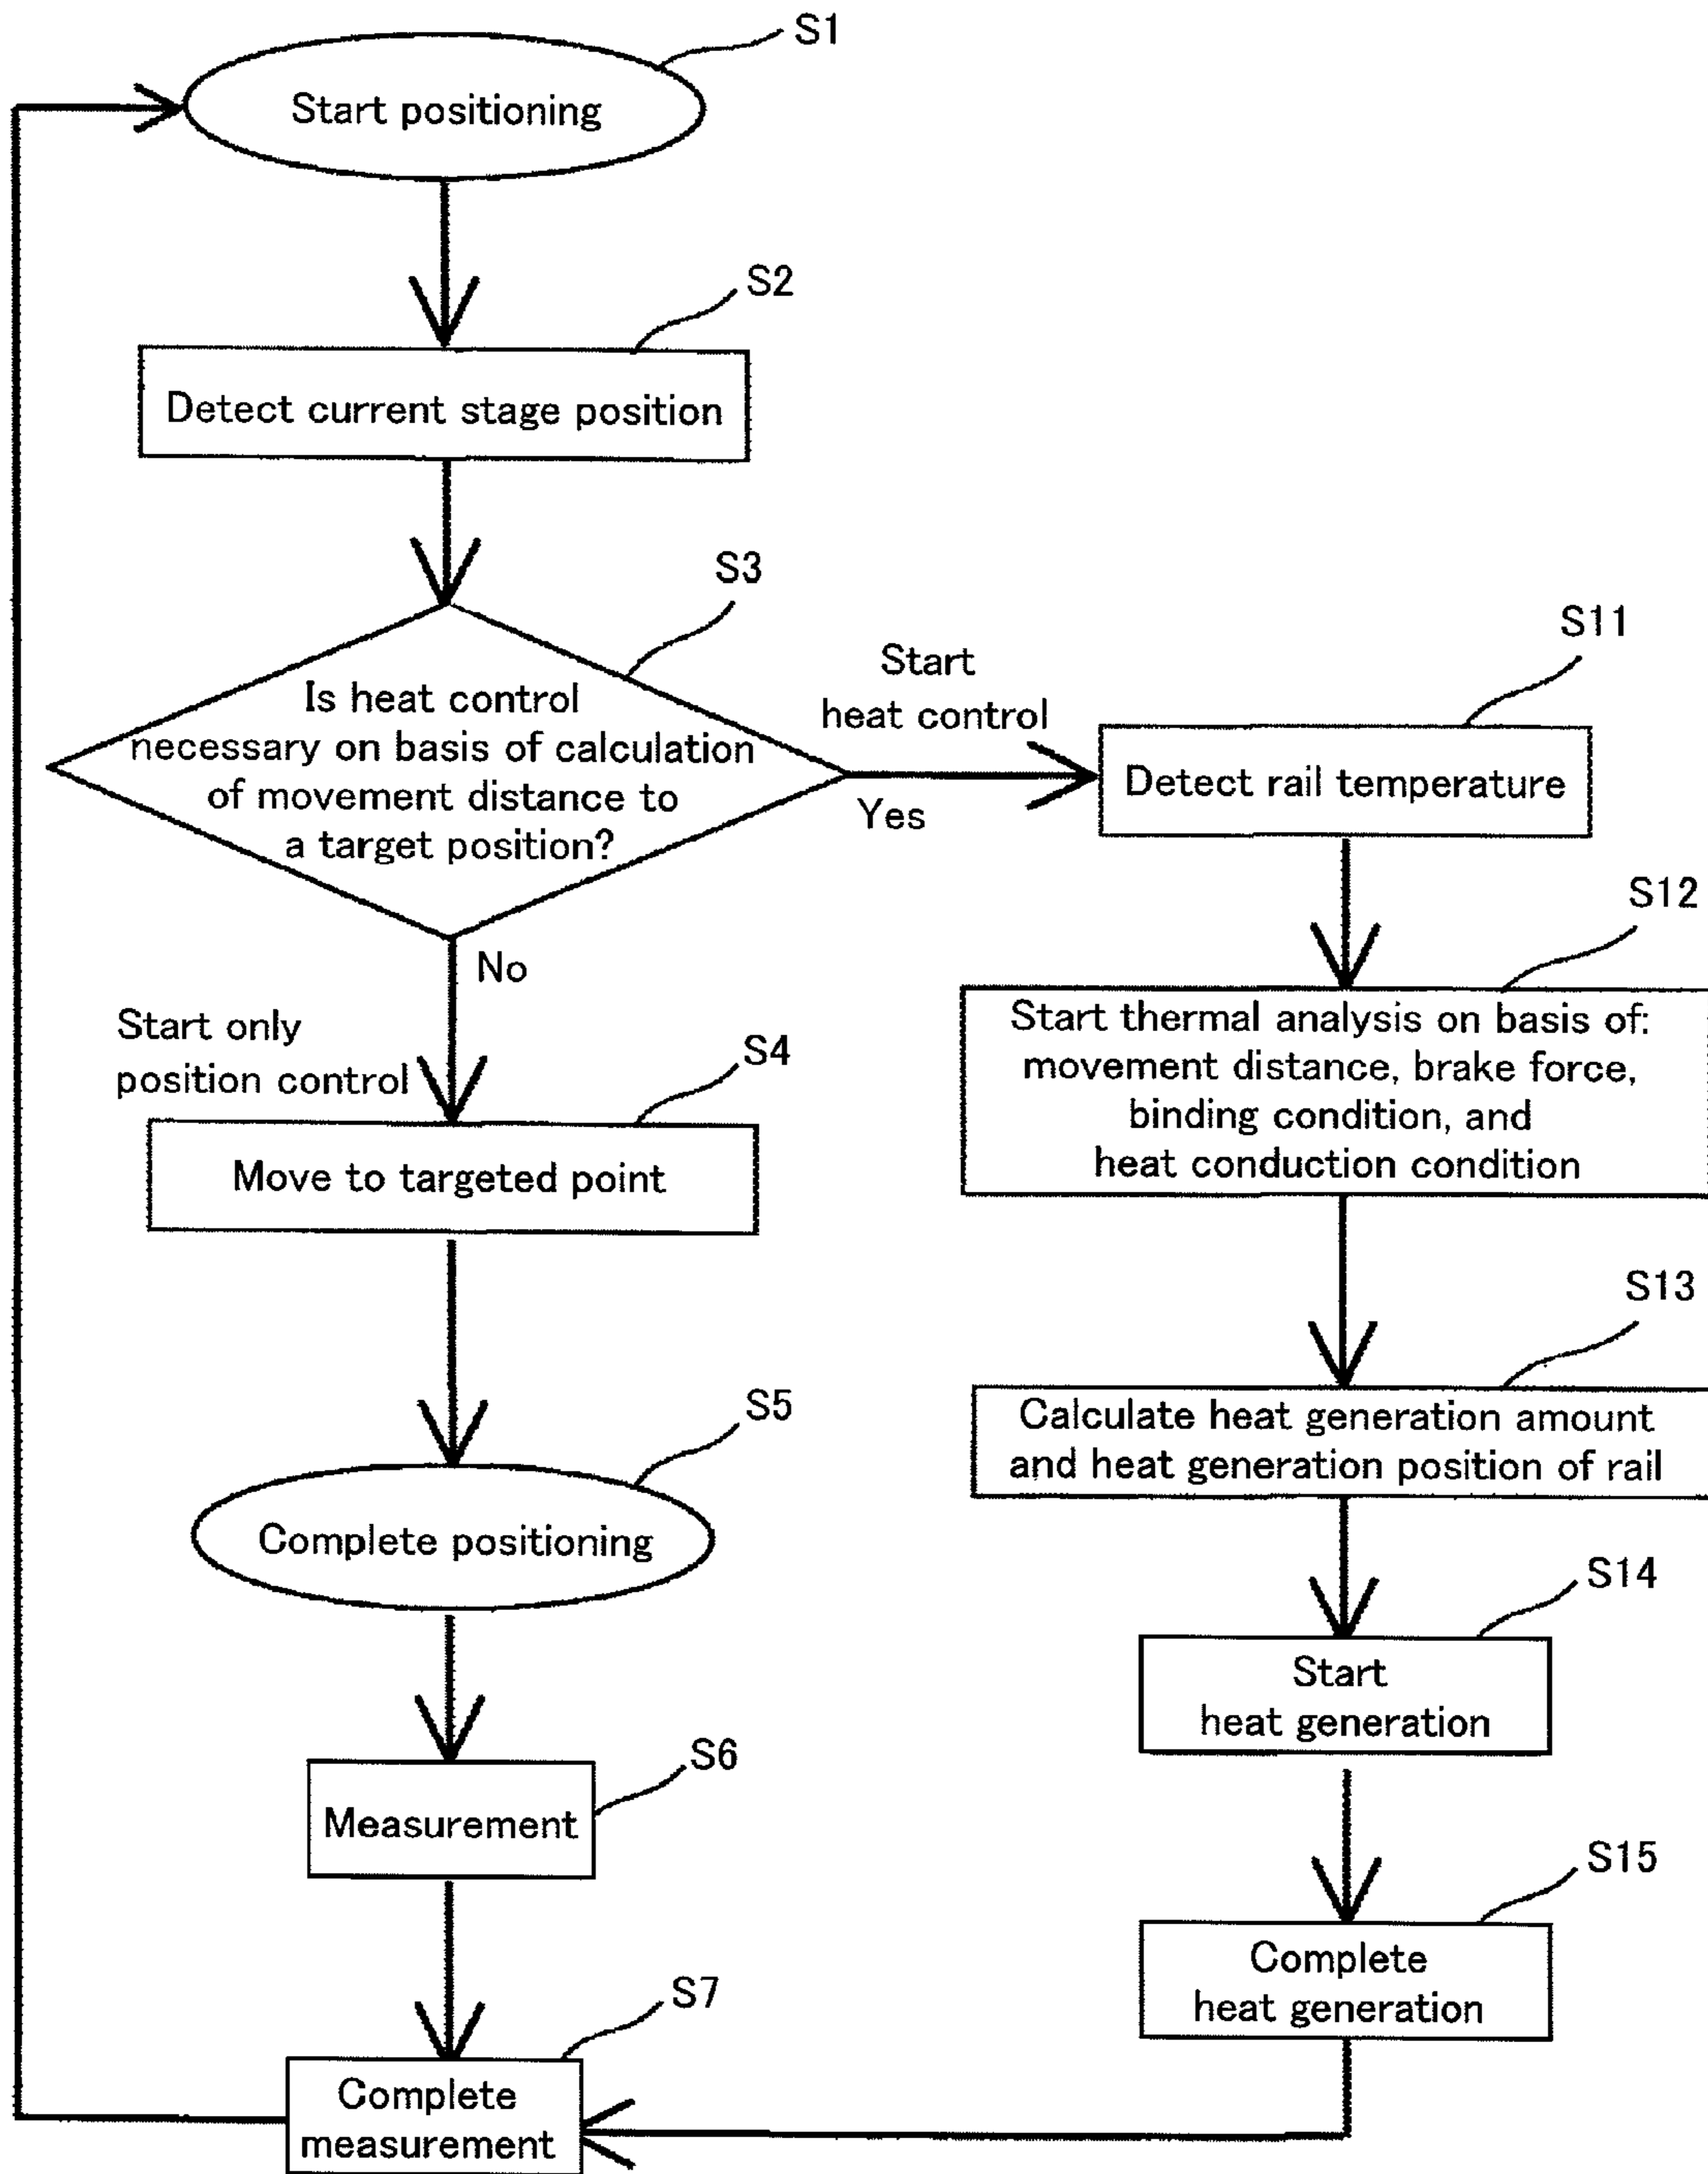 S1
Start positioning
S2
Detect current stage position
S3
Is heat control
necessary on basis of calculation
of movement distance to
a target position?
Start
heat control
Yes
No
Start only
position control
S4
Move to targeted point
S5
Complete positioning
S6
Measurement
S7
Complete
measurement
S11
Detect rail temperature
S12
Start thermal analysis on basis of:
movement distance, brake force,
binding condition, and
heat conduction condition
S13
Calculate heat generation amount
and heat generation position of rail
S14
Start
heat generation
S15
Complete
heat generation